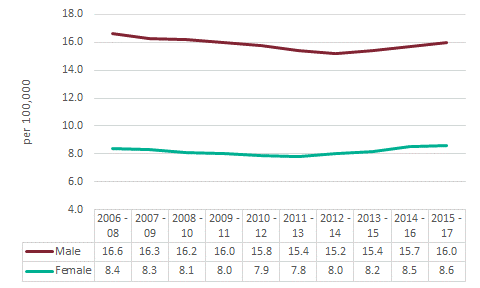 18.0
16.0
14.0
12.0
10.0
8.0
6.0
4.0
per 100,000
2006 - 2007 - 2008 - 2009 - 2010 - 2011 - 2012 - 2013 - 2014 - 2015 -
08 09 10 11 12 13 14 15 16 17
Male 16.6 16.3 16.2 16.0 15.8 15.4 15.2 15.4 15.7 16.0
Female 8.4 8.3 8.1 8.0 7.9 7.8 8.0 8.2 8.5 8.6